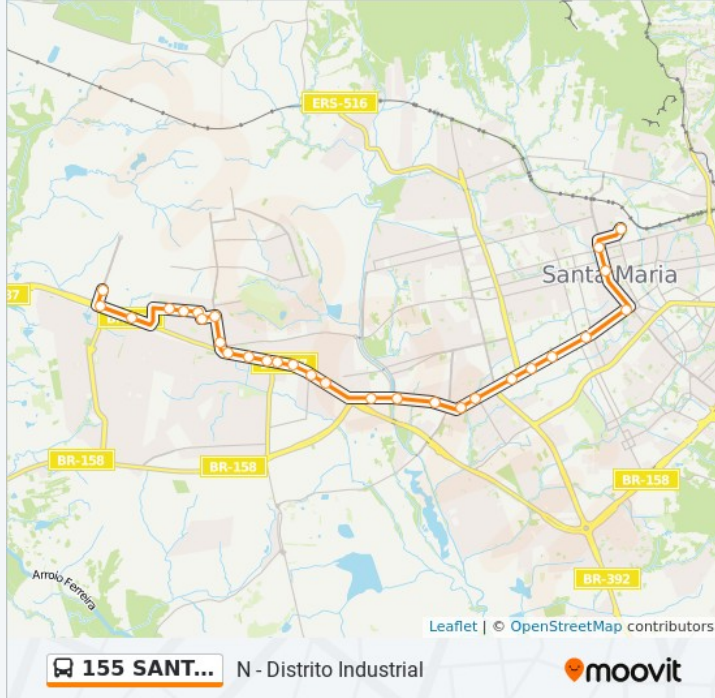 ERS-516
Santa Maria
BR-158
BR-158
BR-158
Arroio Ferreira
BR-392
Leaflet | © OpenStreetMap contributors
155 SANT... N - Distrito Industrial
moovit